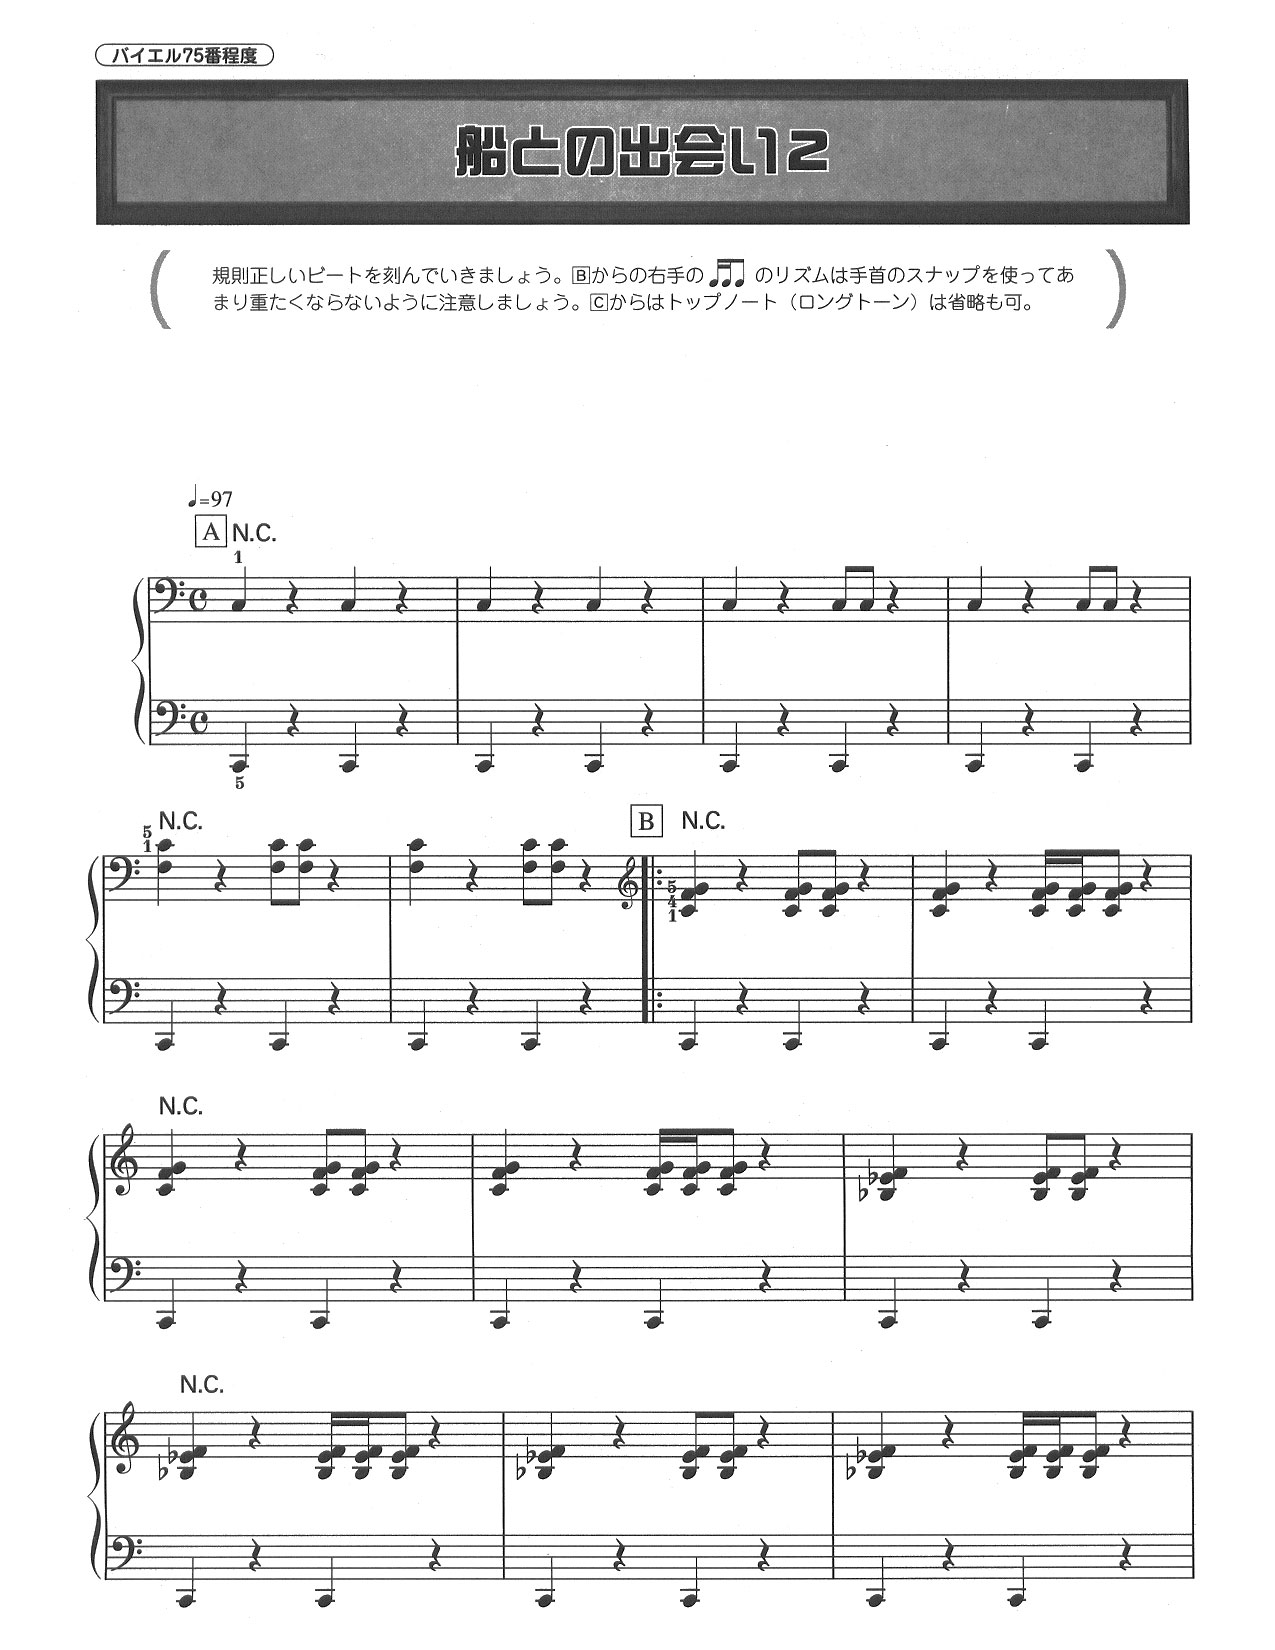 バイエル75番程度
船との出会い2
規則正しいビートを刻んでいきましょう。Bからの右手の のリズムは手首のスナップを使ってあ
まり重たくならないように注意しましょう。Cからはトップノート（ロングトーン）は省略も可。
=97
A N.C.
1
5
N.C. B N.C.
5
1
5
4
1
N.C.
N.C.